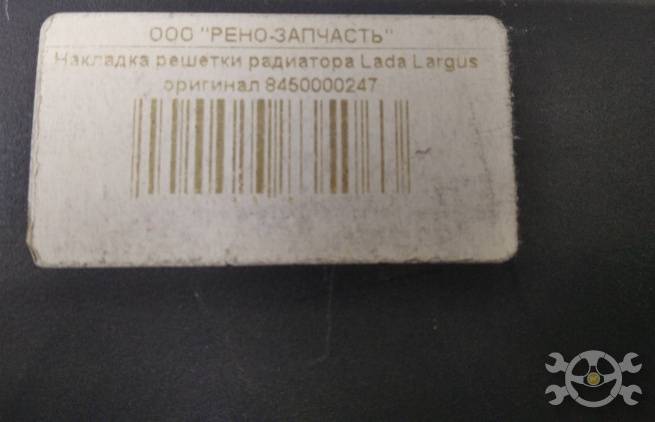 ООО "РЕНО-ЗАПЧАСТЬ"
Накладка решетки радиатора Lada Largus
оригинал 8450000247